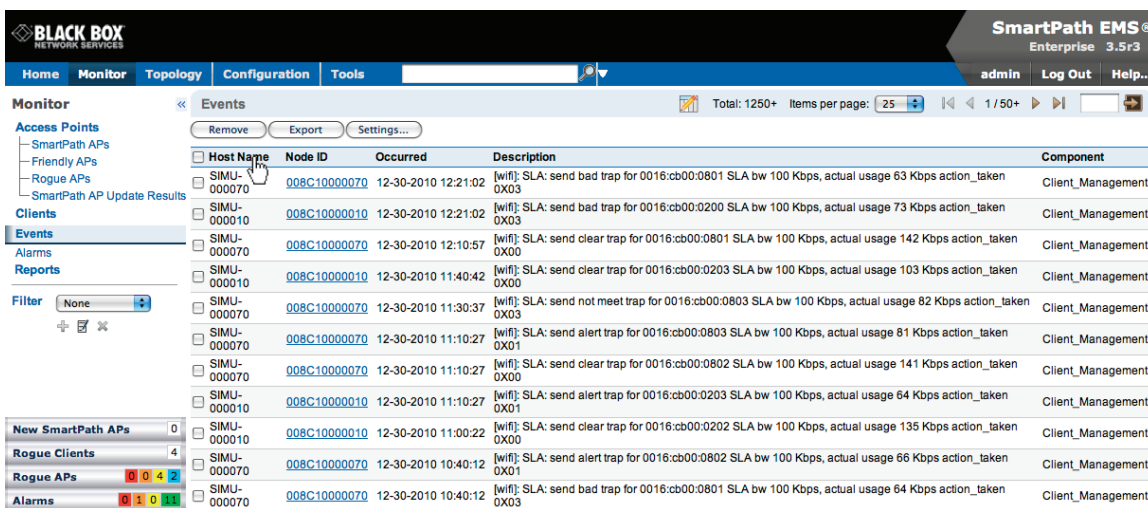 BLACK BOX
NETWORK SERVICES
SmartPath EMS®
Enterprise 3.5r3
Home Monitor Topology Configuration Tools
admin Log Out Help..
Monitor «
Access Points
SmartPath APs
Friendly APs
Rogue APs
SmartPath AP Update Results
Clients
Events
Alarms
Reports
Filter None
New SmartPath APs 0
Rogue Clients 4
Rogue APs 0 0 4 2
Alarms 0 1 0 11
Events
Total: 1250+ Items per page: 25 1 / 50+
Remove Export Settings...
Host Name Node ID Occurred Description Component
SIMU-
000070 008C10000070 12-30-2010 12:21:02 [wifi]: SLA: send bad trap for 0016:cb00:0801 SLA bw 100 Kbps, actual usage 63 Kbps action_taken
0X03 Client_Management
SIMU-
000010 008C10000010 12-30-2010 12:21:02 [wifi]: SLA: send bad trap for 0016:cb00:0200 SLA bw 100 Kbps, actual usage 73 Kbps action_taken
0X03 Client_Management
SIMU-
000070 008C10000070 12-30-2010 12:10:57 [wifi]: SLA: send clear trap for 0016:cb00:0801 SLA bw 100 Kbps, actual usage 142 Kbps action_taken
0X00 Client_Management
SIMU-
000010 008C10000010 12-30-2010 11:40:42 [wifi]: SLA: send clear trap for 0016:cb00:0203 SLA bw 100 Kbps, actual usage 103 Kbps action_taken
0X00 Client_Management
SIMU-
000070 008C10000070 12-30-2010 11:30:37 [wifi]: SLA: send not meet trap for 0016:cb00:0803 SLA bw 100 Kbps, actual usage 82 Kbps action_taken
0X03 Client_Management
SIMU-
000070 008C10000070 12-30-2010 11:10:27 [wifi]: SLA: send alert trap for 0016:cb00:0803 SLA bw 100 Kbps, actual usage 81 Kbps action_taken
0X01 Client_Management
SIMU-
000070 008C10000070 12-30-2010 11:10:27 [wifi]: SLA: send clear trap for 0016:cb00:0802 SLA bw 100 Kbps, actual usage 141 Kbps action_taken
0X00 Client_Management
SIMU-
000010 008C10000010 12-30-2010 11:10:27 [wifi]: SLA: send alert trap for 0016:cb00:0203 SLA bw 100 Kbps, actual usage 64 Kbps action_taken
0X01 Client_Management
SIMU-
000010 008C10000010 12-30-2010 11:00:22 [wifi]: SLA: send clear trap for 0016:cb00:0202 SLA bw 100 Kbps, actual usage 135 Kbps action_taken
0X00 Client_Management
SIMU-
000070 008C10000070 12-30-2010 10:40:12 [wifi]: SLA: send alert trap for 0016:cb00:0802 SLA bw 100 Kbps, actual usage 66 Kbps action_taken
0X01 Client_Management
SIMU-
000070 008C10000070 12-30-2010 10:40:12 [wifi]: SLA: send bad trap for 0016:cb00:0801 SLA bw 100 Kbps, actual usage 64 Kbps action_taken
0X03 Client_Management